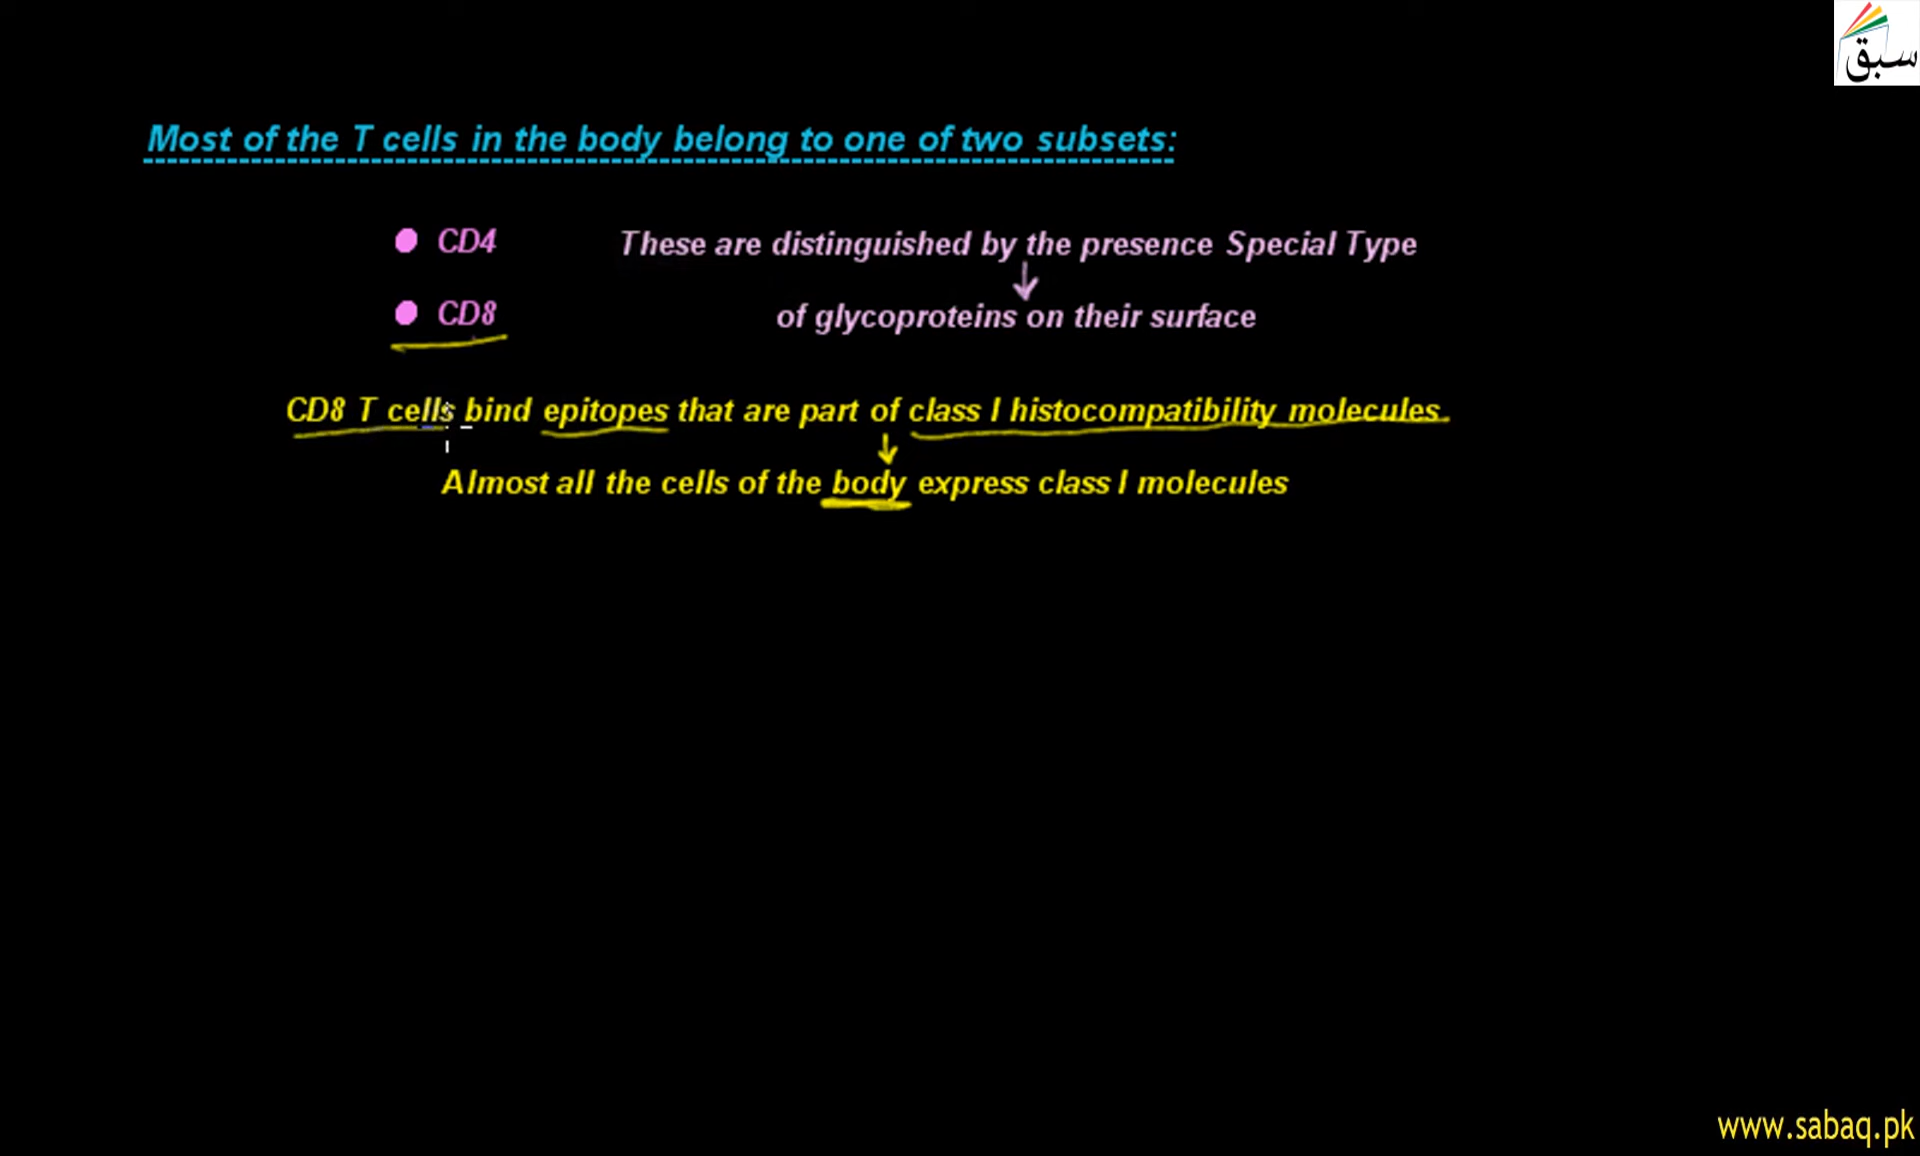 سبق
Most of the T cells in the body belong to one of two subsets:
CD4
These are distinguished by the presence Special Type
CD8
of glycoproteins on their surface
CD8 T cells bind epitopes that are part of class I histocompatibility molecules.
Almost all the cells of the body express class I molecules
www.sabaq.pk